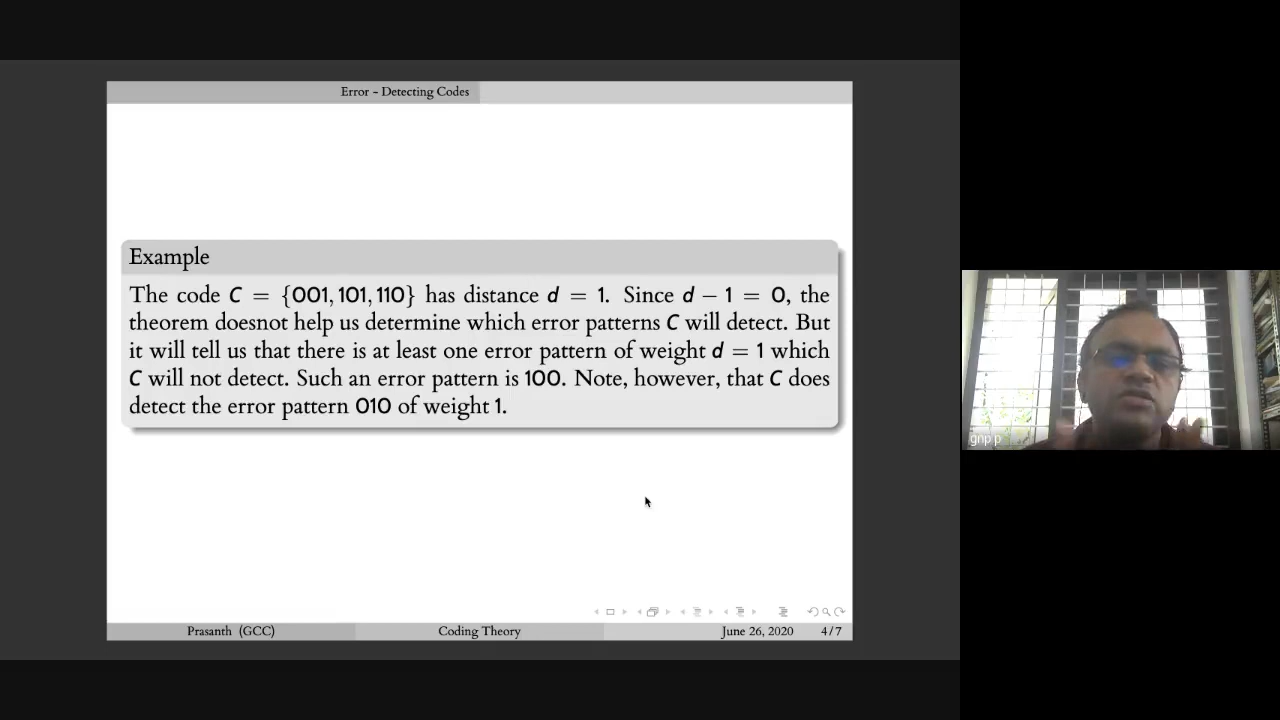 Error - Detecting Codes
Example
The code C = {001, 101, 110} has distance d = 1. Since d − 1 = 0, the
theorem doesnot help us determine which error patterns C will detect. But
it will tell us that there is at least one error pattern of weight d = 1 which
C will not detect. Such an error pattern is 100. Note, however, that C does
detect the error pattern 010 of weight 1.
gnp p
Prasanth (GCC) Coding Theory June 26, 2020 4/7